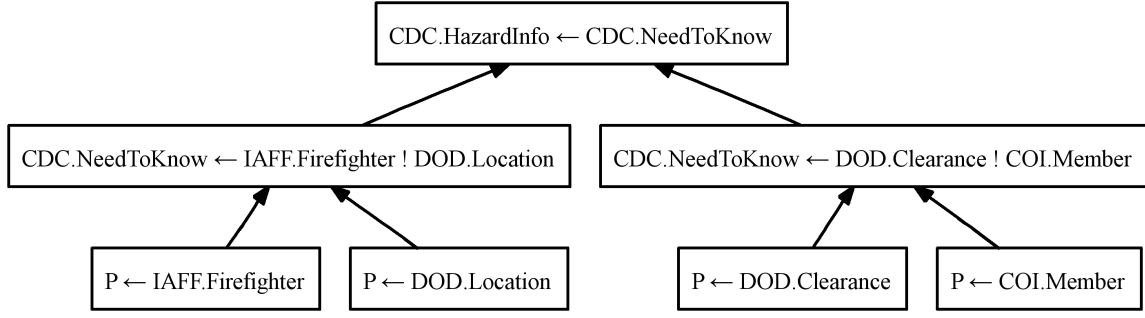 CDC.HazardInfo ← CDC.NeedToKnow
CDC.NeedToKnow ← IAFF.Firefighter ! DOD.Location
CDC.NeedToKnow ← DOD.Clearance ! COI.Member
P ← IAFF.Firefighter
P ← DOD.Location
P ← DOD.Clearance
P ← COI.Member